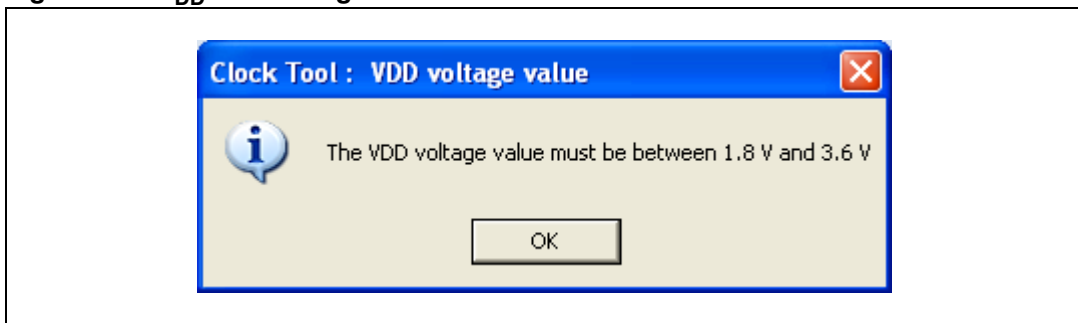 Clock Tool : VDD voltage value
The VDD voltage value must be between 1.8 V and 3.6 V
OK